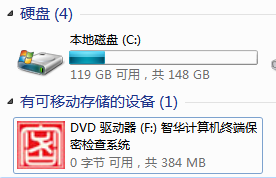 硬盘 (4)
本地磁盘 (C:)
119 GB 可用，共 148 GB
有可移动存储的设备 (1)
DVD 驱动器 (F:) 智华计算机终端保
密检查系统
0 字节 可用，共 384 MB